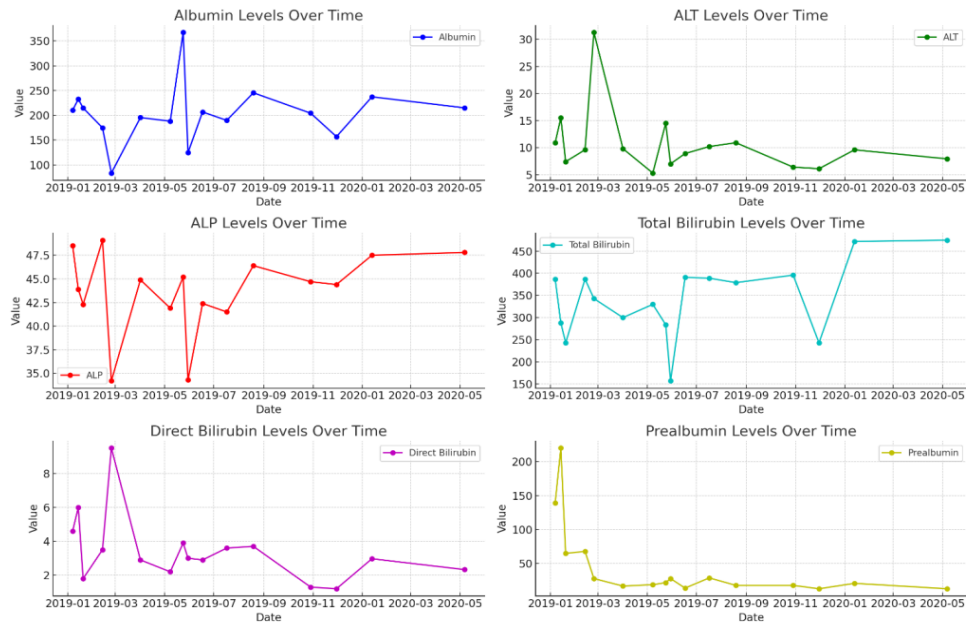 Albumin Levels Over Time
350
300
250
200
150
100
Value
Albumin
2019-01 2019-03 2019-05 2019-07 2019-09 2019-11 2020-01 2020-03 2020-05
Date
ALT Levels Over Time
30
25
20
15
10
5
Value
ALT
2019-01 2019-03 2019-05 2019-07 2019-09 2019-11 2020-01 2020-03 2020-05
Date
ALP Levels Over Time
47.5
45.0
42.5
40.0
37.5
35.0
Value
ALP
2019-01 2019-03 2019-05 2019-07 2019-09 2019-11 2020-01 2020-03 2020-05
Date
Total Bilirubin Levels Over Time
450
400
350
300
250
200
150
Value
Total Bilirubin
2019-01 2019-03 2019-05 2019-07 2019-09 2019-11 2020-01 2020-03 2020-05
Date
Direct Bilirubin Levels Over Time
8
6
4
2
Value
Direct Bilirubin
2019-01 2019-03 2019-05 2019-07 2019-09 2019-11 2020-01 2020-03 2020-05
Date
Prealbumin Levels Over Time
200
150
100
50
Value
Prealbumin
2019-01 2019-03 2019-05 2019-07 2019-09 2019-11 2020-01 2020-03 2020-05
Date